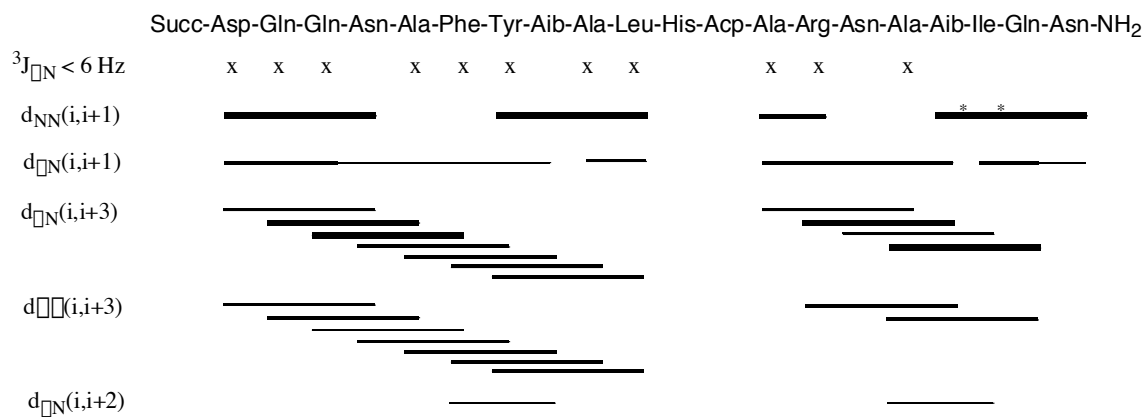 Succ-Asp-Gln-Gln-Asn-Ala-Phe-Tyr-Aib-Ala-Leu-His-Acp-Ala-Arg-Asn-Ala-Aib-Ile-Gln-Asn-NH2
3J□N < 6 Hz x x x x x x x x x x x
dNN(i,i+1) * *
d□N(i,i+1)
d□N(i,i+3)
d□□(i,i+3)
d□N(i,i+2)